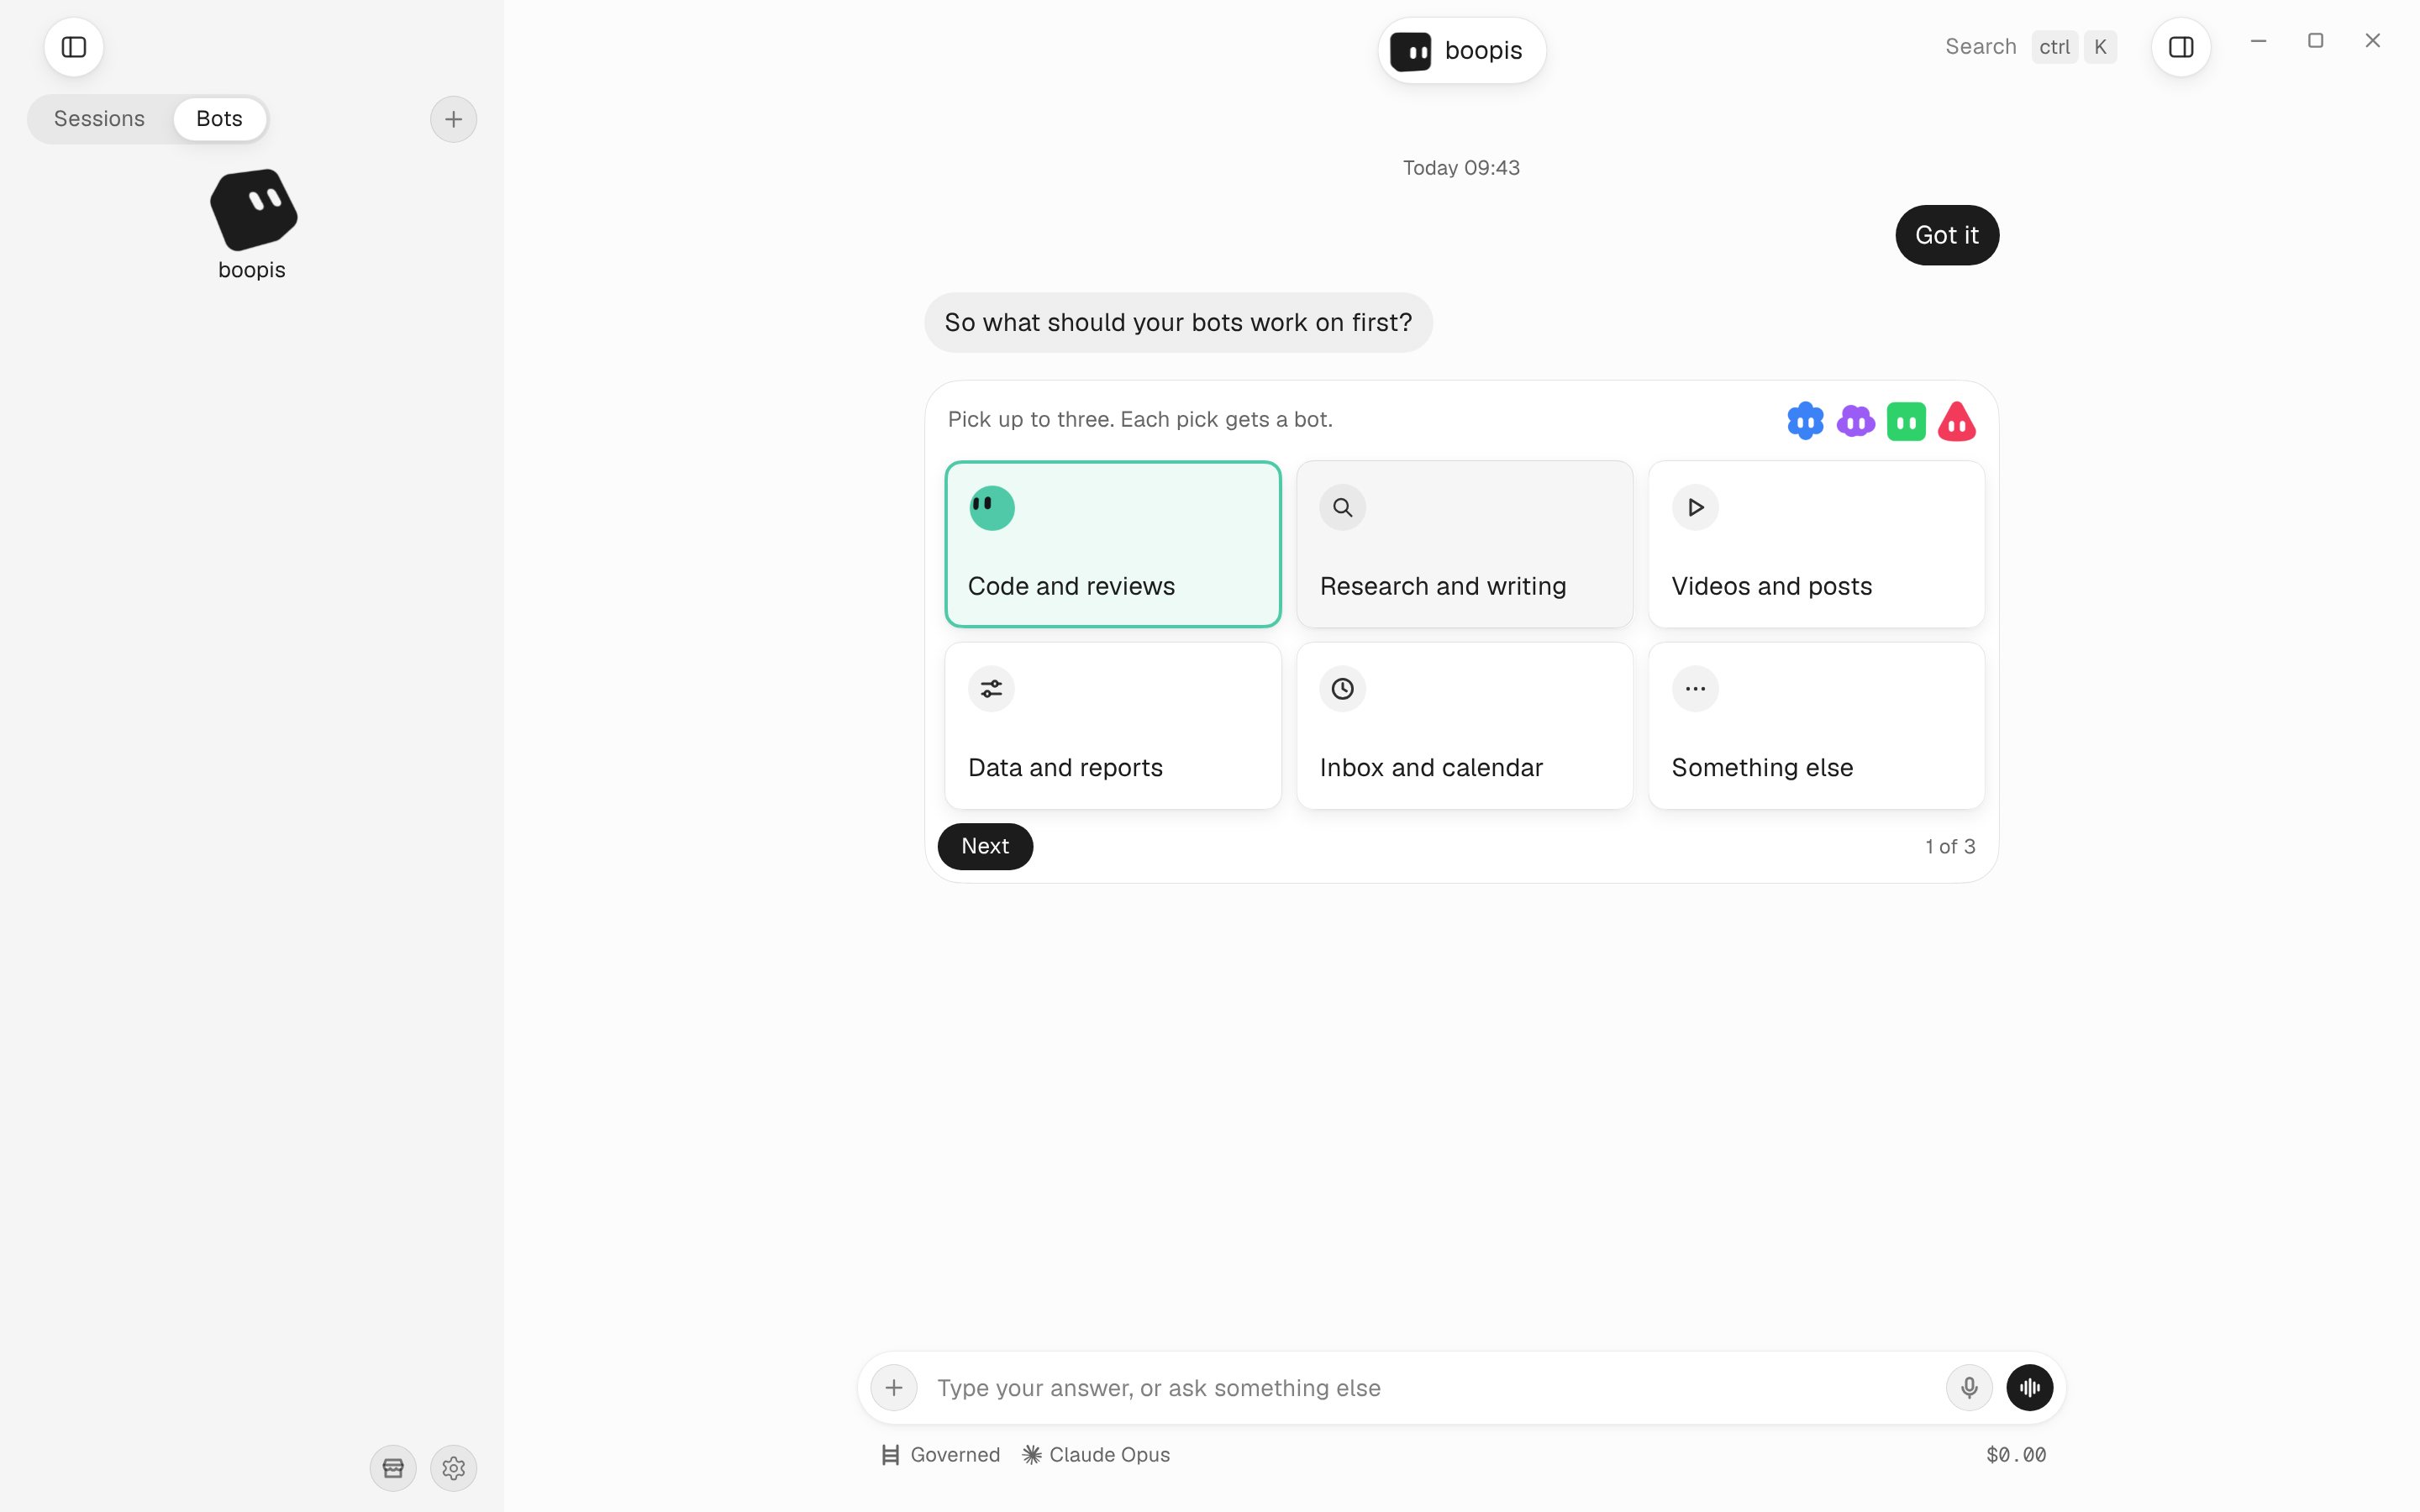 boopis
Search ctrl K
Sessions
Bots
boopis
Today 09:43
Got it
So what should your bots work on first?
Pick up to three. Each pick gets a bot.
Code and reviews
Research and writing
Videos and posts
Data and reports
Inbox and calendar
Something else
Next
1 of 3
Type your answer, or ask something else
Governed
Claude Opus
$0.00